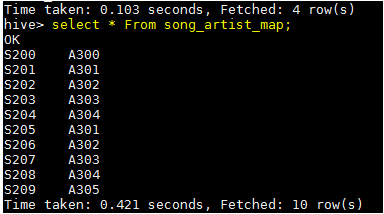 Time taken: 0.103 seconds, Fetched: 4 row(s)
hive> select * From song_artist_map;
OK
S200    A300
S201    A301
S202    A302
S203    A303
S204    A304
S205    A301
S206    A302
S207    A303
S208    A304
S209    A305
Time taken: 0.421 seconds, Fetched: 10 row(s)